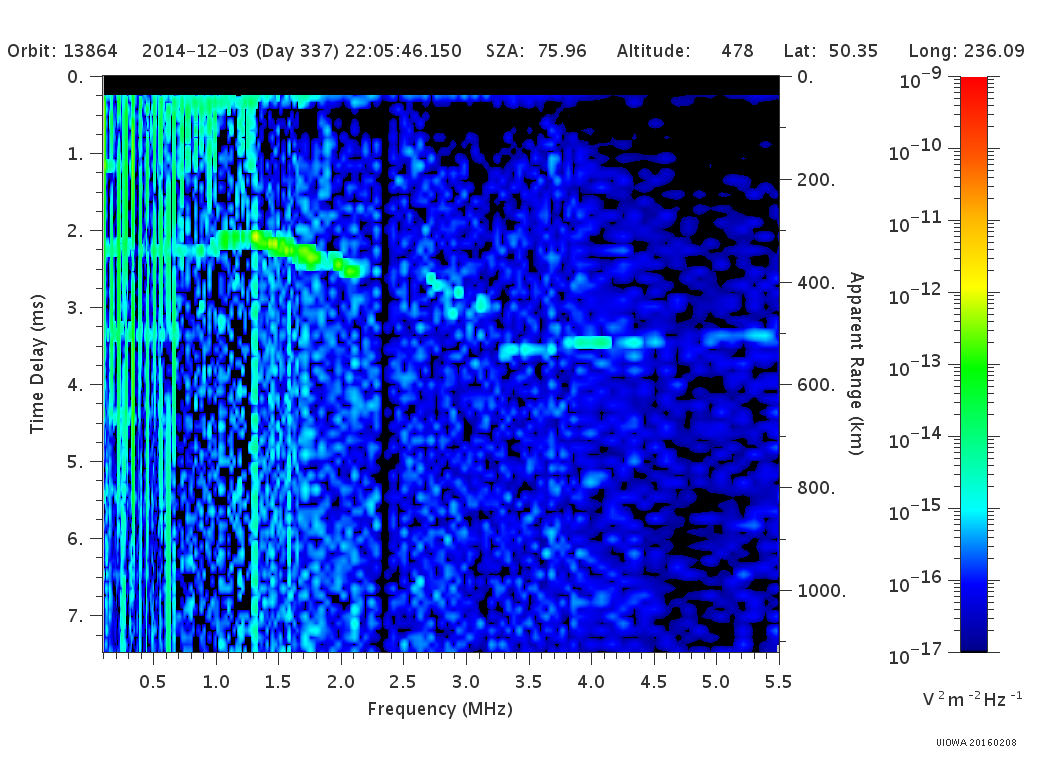 Orbit: 13864 2014−12−03 (Day 337) 22:05:46.150 SZA: 75.96 Altitude: 478 Lat: 50.35 Long: 236.09
0. 0. 10⁻⁹
1. 10⁻¹⁰
200.
2. 10⁻¹¹
400. 10⁻¹²
3.
10⁻¹³
4. 600.
10⁻¹⁴
5.
800. 10⁻¹⁵
6.
10⁻¹⁶
1000.
7.
10⁻¹⁷
Time Delay (ms)
Apparent Range (km)
0.5 1.0 1.5 2.0 2.5 3.0 3.5 4.0 4.5 5.0 5.5
Frequency (MHz)
V² m⁻² Hz⁻¹
UIOWA 20160208